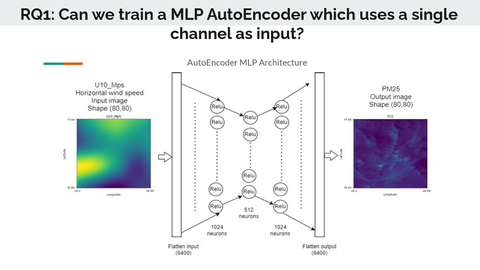 RQ1: Can we train a MLP AutoEncoder which uses a single
channel as input?
AutoEncoder MLP Architecture
U10_Mps
Horizontal wind speed
Input image
Shape (80,80)
U10_Mps
Latitude
Longitude
Relu
Relu
Relu
Relu
Relu
Relu
Relu
Relu
Relu
Relu
Relu
Relu
1024
neurons
512
neurons
1024
neurons
Flatten input
(6400)
Flatten output
(6400)
PM25
Output image
Shape (80,80)
Latitude
Longitude